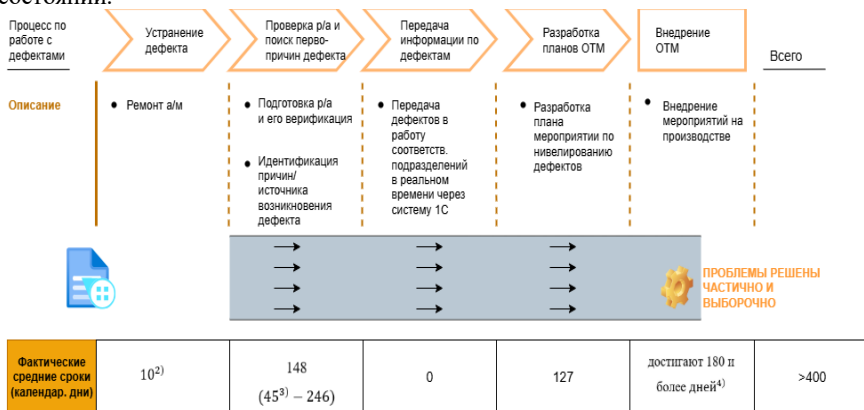 состоянии.
Процесс по
работе с
дефектами
Устранение
дефекта
Проверка р/а и
поиск перво-
причин дефекта
Передача
информации по
дефектам
Разработка
планов ОТМ
Внедрение
ОТМ
Всего
Описание
• Ремонт а/м
• Подготовка р/а
и его верификация
• Идентификация
причин/
источника
возникновения
дефекта
• Передача
дефектов в
работу
соответств.
подразделений
в реальном
времени через
систему 1С
• Разработка
плана
мероприятии по
нивелированию
дефектов
• Внедрение
мероприятий на
производстве
ПРОБЛЕМЫ РЕШЕНЫ
ЧАСТИЧНО И
ВЫБОРОЧНО
Фактические
средние сроки
(календар. дни)
10²⁾
148
(45³⁾ – 246)
0
127
достигают 180 и
более дней⁴⁾
>400